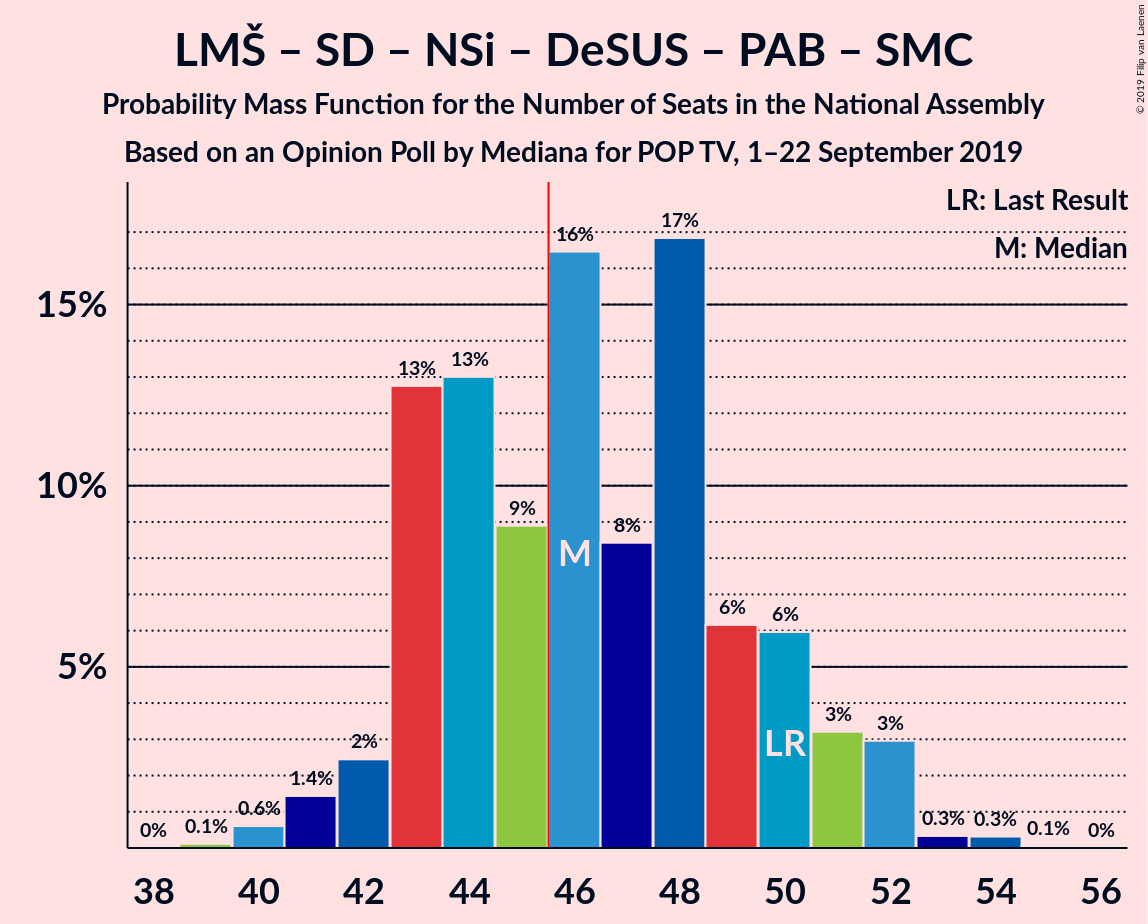 LMŠ – SD – NSi – DeSUS – PAB – SMC
Probability Mass Function for the Number of Seats in the National Assembly
Based on an Opinion Poll by Mediana for POP TV, 1–22 September 2019
© 2019 Filip van Laenen
LR: Last Result
M: Median
15%
10%
5%
0%
0.1%
0.6%
1.4%
2%
13%
13%
9%
16%
8%
17%
6%
6%
3%
3%
0.3%
0.3%
0.1%
0%
M
LR
38 40 42 44 46 48 50 52 54 56